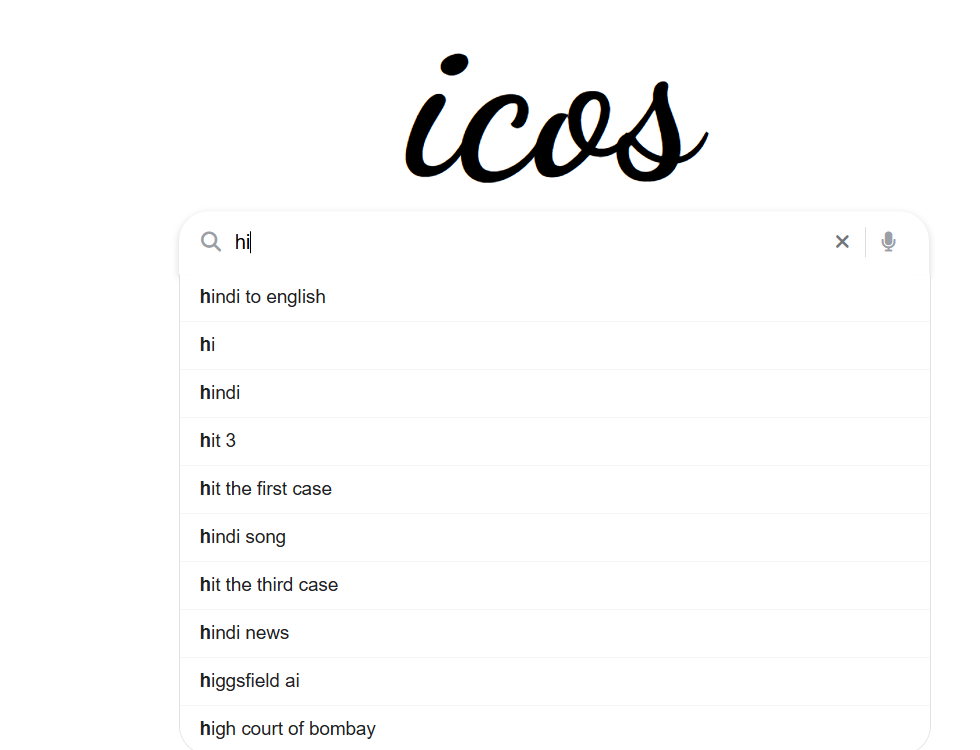 icos
hi
hindi to english
hi
hindi
hit 3
hit the first case
hindi song
hit the third case
hindi news
higgsfield ai
high court of bombay